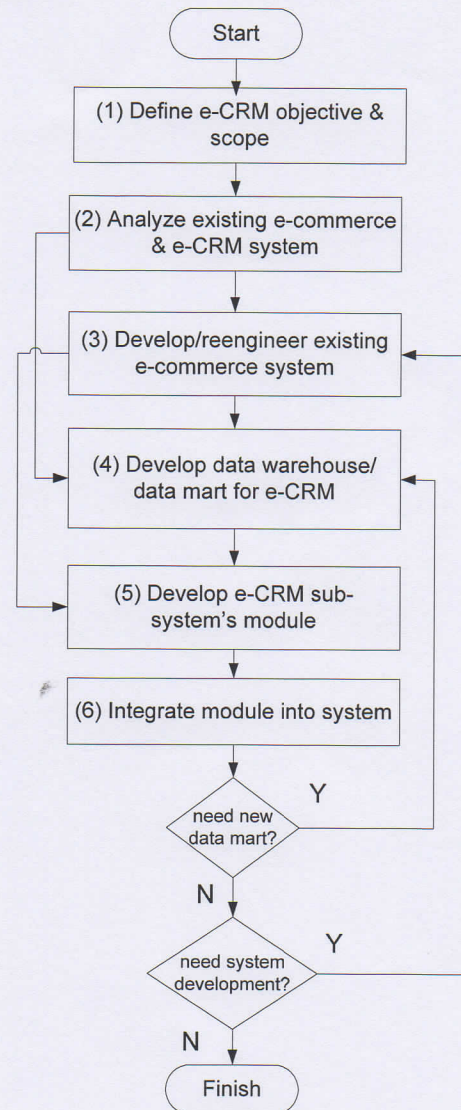 Start
(1) Define e-CRM objective &
scope
(2) Analyze existing e-commerce
& e-CRM system
(3) Develop/reengineer existing
e-commerce system
(4) Develop data warehouse/
data mart for e-CRM
(5) Develop e-CRM sub-
system's module
(6) Integrate module into system
need new
data mart?
Y
N
need system
development?
Y
N
Finish